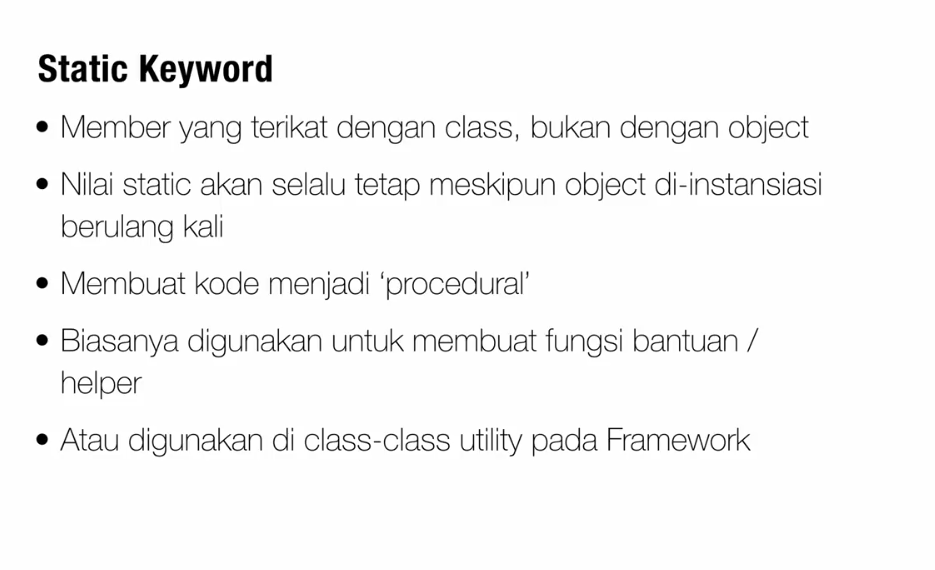 Static Keyword
• Member yang terikat dengan class, bukan dengan object
• Nilai static akan selalu tetap meskipun object di-instansiasi
berulang kali
• Membuat kode menjadi ‘procedural’
• Biasanya digunakan untuk membuat fungsi bantuan /
helper
• Atau digunakan di class-class utility pada Framework